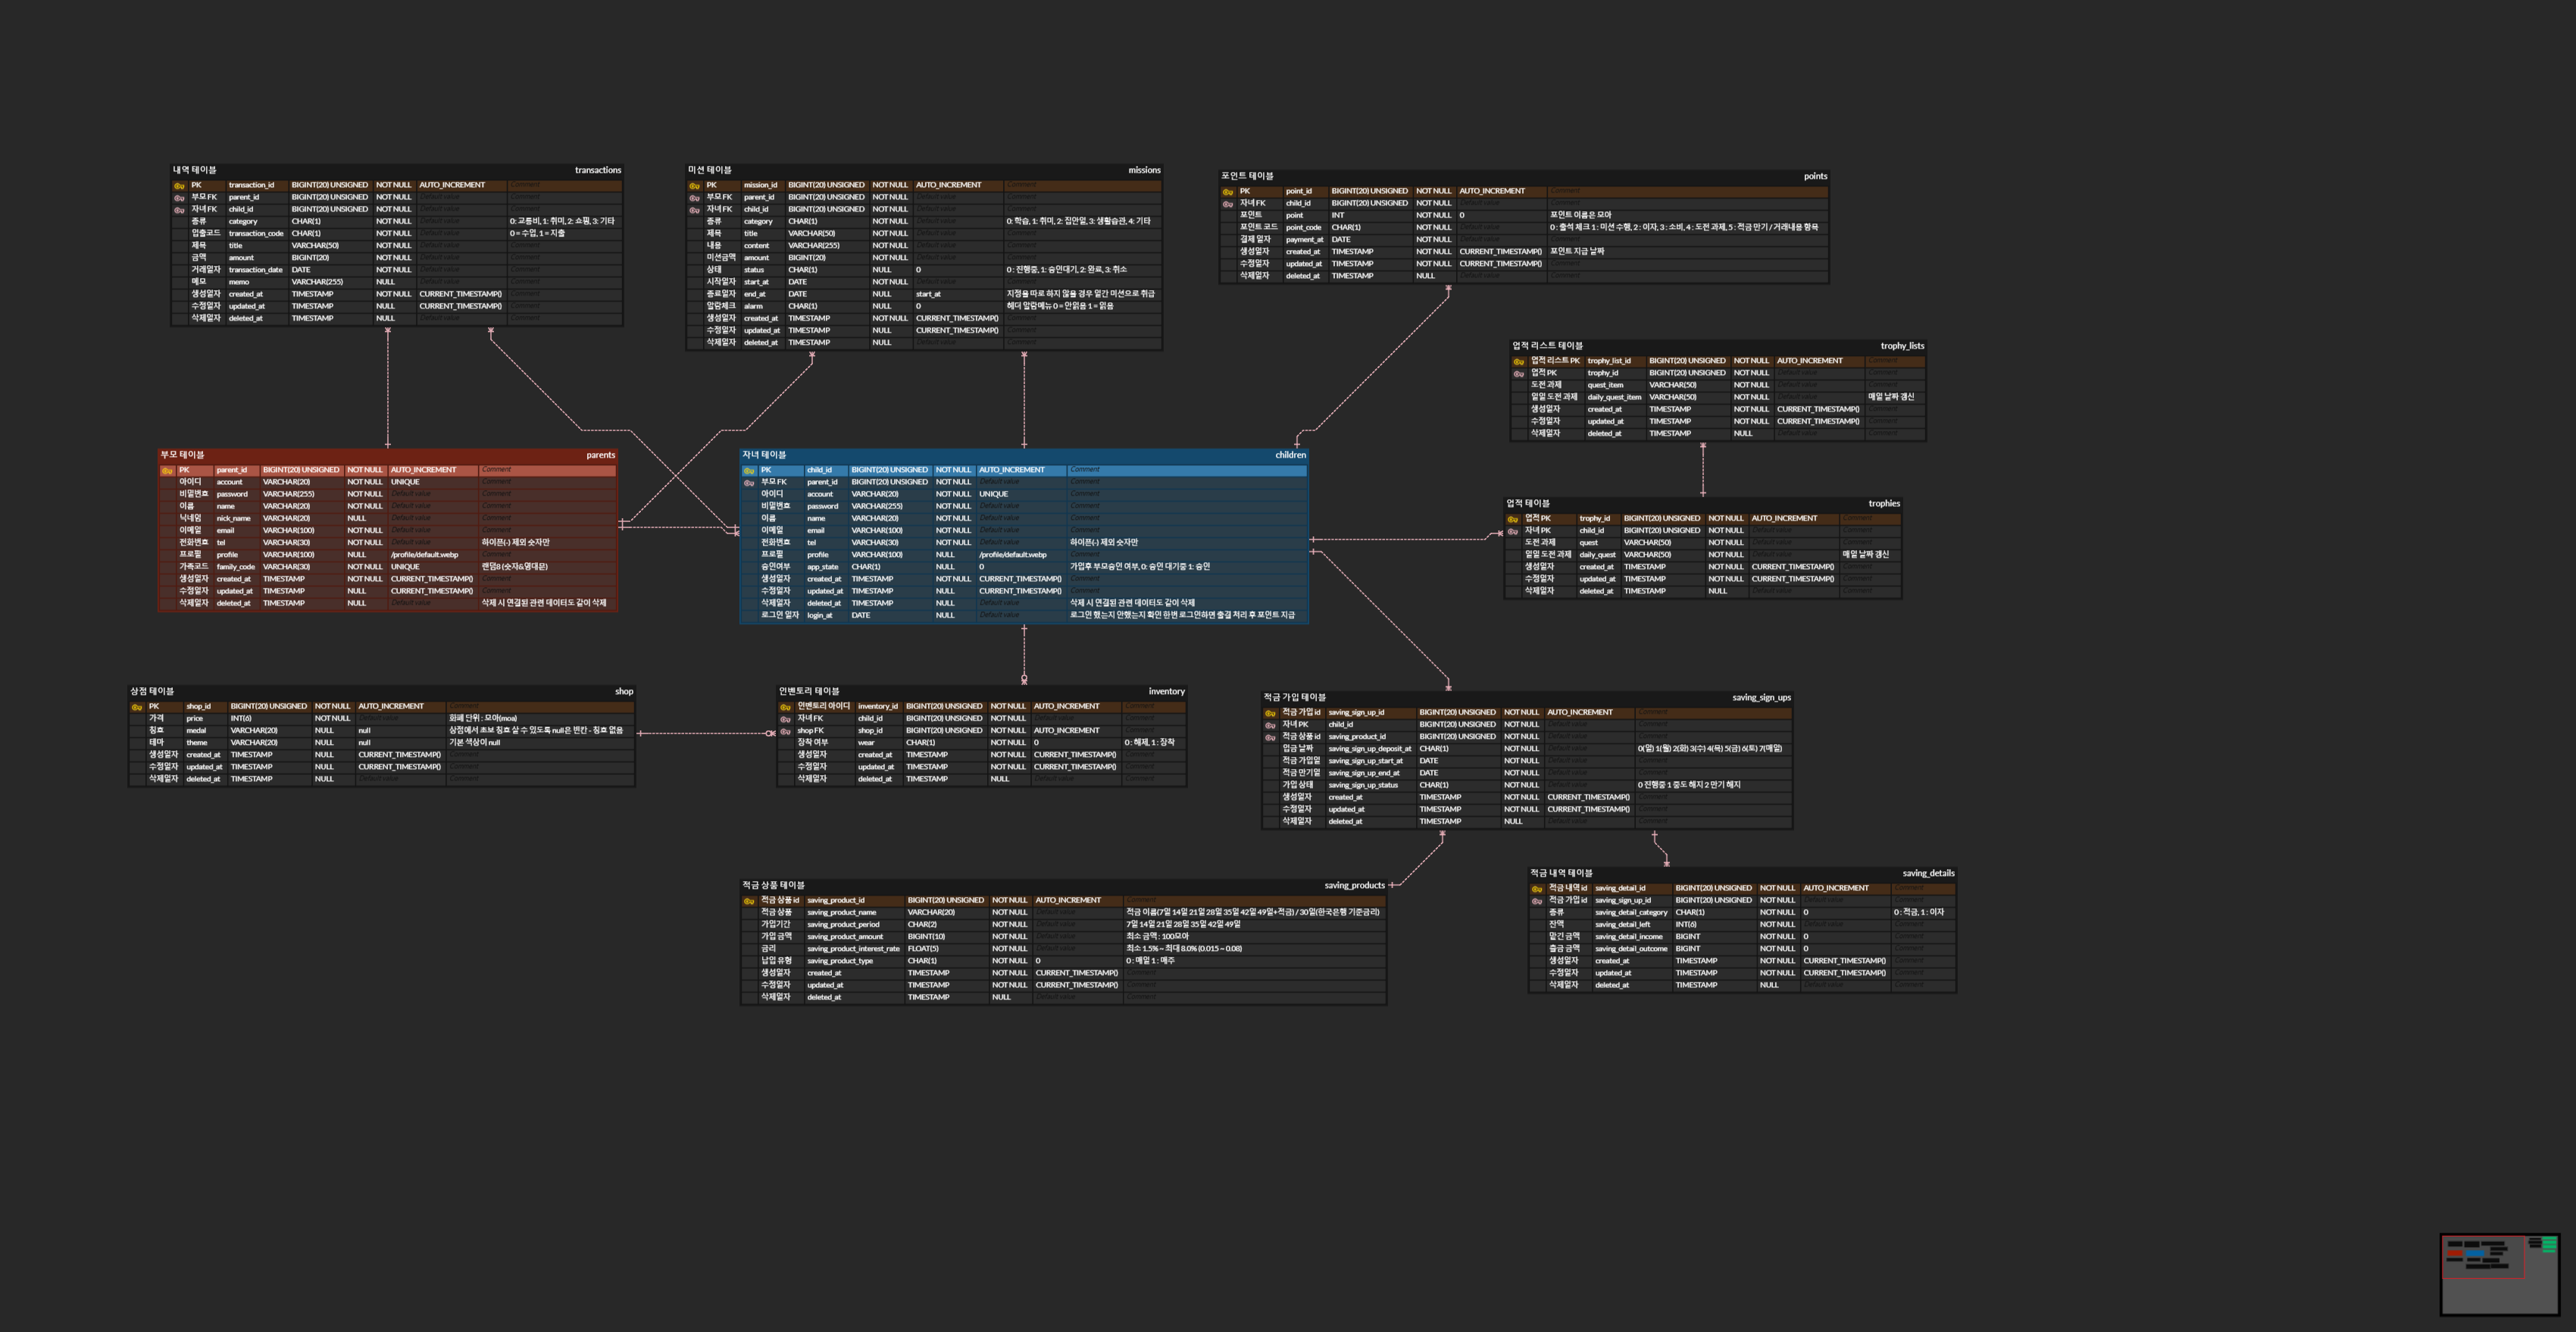 내역 테이블 transactions
PK transaction_id BIGINT(20) UNSIGNED NOT NULL AUTO_INCREMENT Comment
부모 FK parent_id BIGINT(20) UNSIGNED NOT NULL Default value Comment
자녀 FK child_id BIGINT(20) UNSIGNED NOT NULL Default value Comment
종류 category CHAR(1) NOT NULL Default value 0: 교통비, 1: 취미, 2: 쇼핑, 3: 기타
입출코드 transaction_code CHAR(1) NOT NULL Default value 0 = 수입, 1 = 지출
제목 title VARCHAR(50) NOT NULL Default value Comment
금액 amount BIGINT(20) NOT NULL Default value Comment
거래일자 transaction_date DATE NOT NULL Default value Comment
메모 memo VARCHAR(255) NULL Default value Comment
생성일자 created_at TIMESTAMP NOT NULL CURRENT_TIMESTAMP() Comment
수정일자 updated_at TIMESTAMP NULL CURRENT_TIMESTAMP() Comment
삭제일자 deleted_at TIMESTAMP NULL Default value Comment
미션 테이블 missions
PK mission_id BIGINT(20) UNSIGNED NOT NULL AUTO_INCREMENT Comment
부모 FK parent_id BIGINT(20) UNSIGNED NOT NULL Default value Comment
자녀 FK child_id BIGINT(20) UNSIGNED NOT NULL Default value Comment
종류 category CHAR(1) NOT NULL Default value 0: 학습, 1: 취미, 2: 집안일, 3: 생활습관, 4: 기타
제목 title VARCHAR(50) NOT NULL Default value Comment
내용 content VARCHAR(255) NOT NULL Default value Comment
미션금액 amount BIGINT(20) NOT NULL Default value Comment
상태 status CHAR(1) NULL 0 0 : 진행중, 1: 승인대기, 2: 완료, 3: 취소
시작일자 start_at DATE NOT NULL Default value Comment
종료일자 end_at DATE NULL start_at 지정을 따로 하지 않을 경우 일간 미션으로 취급
알람체크 alarm CHAR(1) NULL 0 헤더 알람메뉴 0 = 안읽음 1 = 읽음
생성일자 created_at TIMESTAMP NOT NULL CURRENT_TIMESTAMP() Comment
수정일자 updated_at TIMESTAMP NULL CURRENT_TIMESTAMP() Comment
삭제일자 deleted_at TIMESTAMP NULL Default value Comment
포인트 테이블 points
PK point_id BIGINT(20) UNSIGNED NOT NULL AUTO_INCREMENT Comment
자녀 FK child_id BIGINT(20) UNSIGNED NOT NULL Default value Comment
포인트 point INT NOT NULL 0 포인트 이름은 모아
포인트 코드 point_code CHAR(1) NOT NULL Default value 0 : 출석 체크 1 : 미션 수행, 2 : 이자, 3 : 소비, 4 : 도전 과제, 5 : 적금 만기 / 거래내용 항목
결제 일자 payment_at DATE NOT NULL Default value Comment
생성일자 created_at TIMESTAMP NOT NULL CURRENT_TIMESTAMP() 포인트 지급 날짜
수정일자 updated_at TIMESTAMP NOT NULL CURRENT_TIMESTAMP() Comment
삭제일자 deleted_at TIMESTAMP NULL Default value Comment
업적 리스트 테이블 trophy_lists
업적 리스트 PK trophy_list_id BIGINT(20) UNSIGNED NOT NULL AUTO_INCREMENT Comment
업적 PK trophy_id BIGINT(20) UNSIGNED NOT NULL Default value Comment
도전 과제 quest_item VARCHAR(50) NOT NULL Default value Comment
일일 도전 과제 daily_quest_item VARCHAR(50) NOT NULL Default value 매일 날짜 갱신
생성일자 created_at TIMESTAMP NOT NULL CURRENT_TIMESTAMP() Comment
수정일자 updated_at TIMESTAMP NOT NULL CURRENT_TIMESTAMP() Comment
삭제일자 deleted_at TIMESTAMP NULL Default value Comment
부모 테이블 parents
PK parent_id BIGINT(20) UNSIGNED NOT NULL AUTO_INCREMENT Comment
아이디 account VARCHAR(20) NOT NULL UNIQUE Comment
비밀번호 password VARCHAR(255) NOT NULL Default value Comment
이름 name VARCHAR(20) NOT NULL Default value Comment
닉네임 nick_name VARCHAR(20) NULL Default value Comment
이메일 email VARCHAR(100) NOT NULL Default value Comment
전화번호 tel VARCHAR(30) NOT NULL Default value 하이픈(-) 제외 숫자만
프로필 profile VARCHAR(100) NULL /profile/default.webp Comment
가족코드 family_code VARCHAR(30) NOT NULL UNIQUE 랜덤8 (숫자&영대문)
생성일자 created_at TIMESTAMP NOT NULL CURRENT_TIMESTAMP() Comment
수정일자 updated_at TIMESTAMP NULL CURRENT_TIMESTAMP() Comment
삭제일자 deleted_at TIMESTAMP NULL Default value 삭제 시 연결된 관련 데이터도 같이 삭제
자녀 테이블 children
PK child_id BIGINT(20) UNSIGNED NOT NULL AUTO_INCREMENT Comment
부모 FK parent_id BIGINT(20) UNSIGNED NOT NULL Default value Comment
아이디 account VARCHAR(20) NOT NULL UNIQUE Comment
비밀번호 password VARCHAR(255) NOT NULL Default value Comment
이름 name VARCHAR(20) NOT NULL Default value Comment
이메일 email VARCHAR(100) NOT NULL Default value Comment
전화번호 tel VARCHAR(30) NOT NULL Default value 하이픈(-) 제외 숫자만
프로필 profile VARCHAR(100) NULL /profile/default.webp Comment
승인여부 app_state CHAR(1) NULL 0 가입후 부모승인 여부, 0: 승인 대기중 1: 승인
생성일자 created_at TIMESTAMP NOT NULL CURRENT_TIMESTAMP() Comment
수정일자 updated_at TIMESTAMP NULL CURRENT_TIMESTAMP() Comment
삭제일자 deleted_at TIMESTAMP NULL Default value 삭제 시 연결된 관련 데이터도 같이 삭제
로그인 일자 login_at DATE NULL Default value 로그인 했는지 안했는지 확인 한번 로그인하면 출결 처리 후 포인트 지급
업적 테이블 trophies
업적 PK trophy_id BIGINT(20) UNSIGNED NOT NULL AUTO_INCREMENT Comment
자녀 PK child_id BIGINT(20) UNSIGNED NOT NULL Default value Comment
도전 과제 quest VARCHAR(50) NOT NULL Default value Comment
일일 도전 과제 daily_quest VARCHAR(50) NOT NULL Default value 매일 날짜 갱신
생성일자 created_at TIMESTAMP NOT NULL CURRENT_TIMESTAMP() Comment
수정일자 updated_at TIMESTAMP NOT NULL CURRENT_TIMESTAMP() Comment
삭제일자 deleted_at TIMESTAMP NULL Default value Comment
상점 테이블 shop
PK shop_id BIGINT(20) UNSIGNED NOT NULL AUTO_INCREMENT Comment
가격 price INT(6) NOT NULL Default value 화폐 단위 : 모아(moa)
칭호 medal VARCHAR(20) NULL null 상점에서 초보 칭호 살 수 있도록 null은 빈칸 - 칭호 없음
테마 theme VARCHAR(20) NULL null 기본 색상이 null
생성일자 created_at TIMESTAMP NULL CURRENT_TIMESTAMP() Comment
수정일자 updated_at TIMESTAMP NULL CURRENT_TIMESTAMP() Comment
삭제일자 deleted_at TIMESTAMP NULL Default value Comment
인벤토리 테이블 inventory
인벤토리 아이디 inventory_id BIGINT(20) UNSIGNED NOT NULL AUTO_INCREMENT Comment
자녀 FK child_id BIGINT(20) UNSIGNED NOT NULL Default value Comment
shop FK shop_id BIGINT(20) UNSIGNED NOT NULL AUTO_INCREMENT Comment
장착 여부 wear CHAR(1) NOT NULL 0 0 : 해제, 1 : 장착
생성일자 created_at TIMESTAMP NOT NULL CURRENT_TIMESTAMP() Comment
수정일자 updated_at TIMESTAMP NOT NULL CURRENT_TIMESTAMP() Comment
삭제일자 deleted_at TIMESTAMP NULL Default value Comment
적금 가입 테이블 saving_sign_ups
적금 가입 id saving_sign_up_id BIGINT(20) UNSIGNED NOT NULL AUTO_INCREMENT Comment
자녀 PK child_id BIGINT(20) UNSIGNED NOT NULL Default value Comment
적금 상품 id saving_product_id BIGINT(20) UNSIGNED NOT NULL Default value Comment
입금 날짜 saving_sign_up_deposit_at CHAR(1) NOT NULL Default value 0(일) 1(월) 2(화) 3(수) 4(목) 5(금) 6(토) 7(매일)
적금 가입일 saving_sign_up_start_at DATE NOT NULL Default value Comment
적금 만기일 saving_sign_up_end_at DATE NOT NULL Default value Comment
가입 상태 saving_sign_up_status CHAR(1) NOT NULL Default value 0 진행중 1 중도 해지 2 만기 해지
생성일자 created_at TIMESTAMP NOT NULL CURRENT_TIMESTAMP() Comment
수정일자 updated_at TIMESTAMP NOT NULL CURRENT_TIMESTAMP() Comment
삭제일자 deleted_at TIMESTAMP NULL Default value Comment
적금 상품 테이블 saving_products
적금 상품 id saving_product_id BIGINT(20) UNSIGNED NOT NULL AUTO_INCREMENT Comment
적금 상품 saving_product_name VARCHAR(20) NOT NULL Default value 적금 이름(7일 14일 21일 28일 35일 42일 49일+적금) / 30일(한국은행 기준금리)
가입기간 saving_product_period CHAR(2) NOT NULL Default value 7일 14일 21일 28일 35일 42일 49일
가입 금액 saving_product_amount BIGINT(10) NOT NULL Default value 최소 금액 : 100모아
금리 saving_product_interest_rate FLOAT(5) NOT NULL Default value 최소 1.5% ~ 최대 8.0% (0.015 ~ 0.08)
납입 유형 saving_product_type CHAR(1) NOT NULL 0 0 : 매일 1 : 매주
생성일자 created_at TIMESTAMP NOT NULL CURRENT_TIMESTAMP() Comment
수정일자 updated_at TIMESTAMP NOT NULL CURRENT_TIMESTAMP() Comment
삭제일자 deleted_at TIMESTAMP NULL Default value Comment
적금 내역 테이블 saving_details
적금 내역 id saving_detail_id BIGINT(20) UNSIGNED NOT NULL AUTO_INCREMENT Comment
적금 가입 id saving_sign_up_id BIGINT(20) UNSIGNED NOT NULL Default value Comment
종류 saving_detail_category CHAR(1) NOT NULL 0 0 : 적금, 1 : 이자
잔액 saving_detail_left INT(6) NOT NULL Default value Comment
맡긴 금액 saving_detail_income BIGINT NOT NULL 0 Comment
출금 금액 saving_detail_outcome BIGINT NOT NULL 0 Comment
생성일자 created_at TIMESTAMP NOT NULL CURRENT_TIMESTAMP() Comment
수정일자 updated_at TIMESTAMP NOT NULL CURRENT_TIMESTAMP() Comment
삭제일자 deleted_at TIMESTAMP NULL Default value Comment